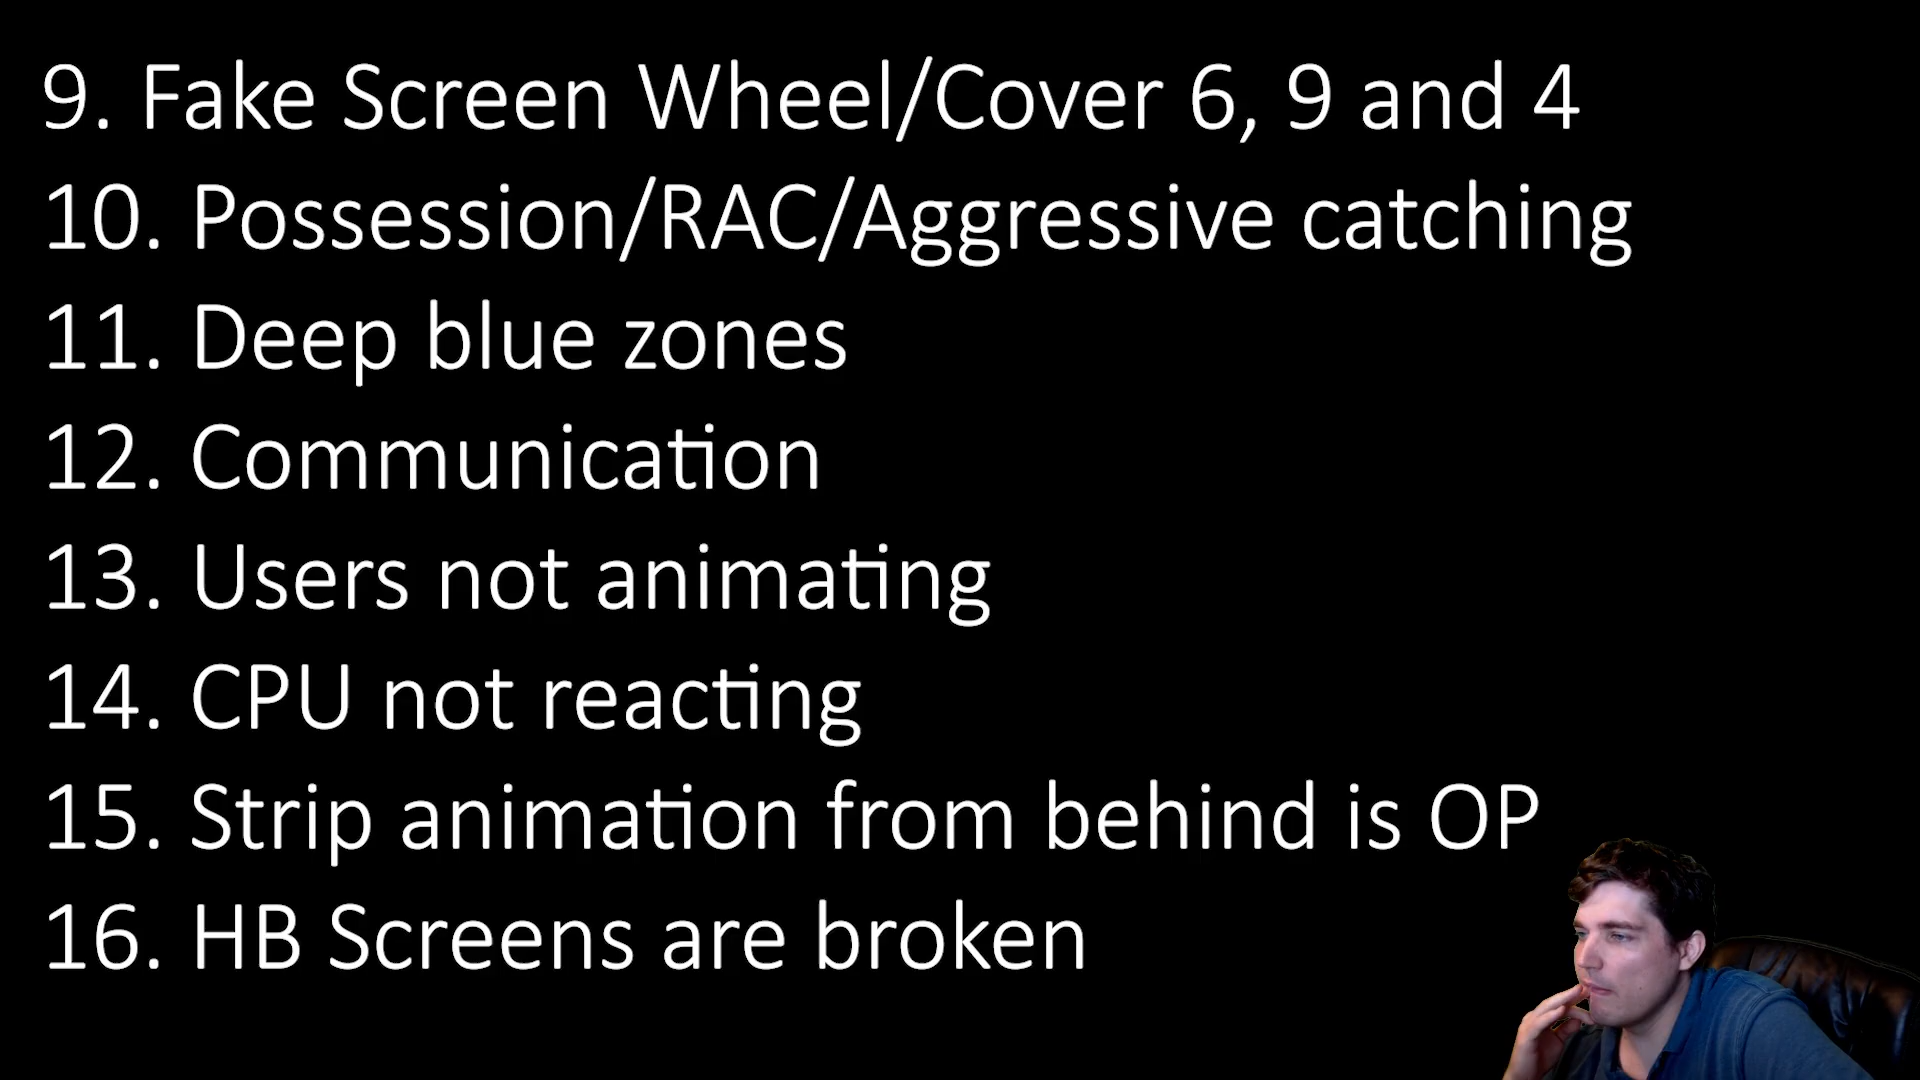 9. Fake Screen Wheel/Cover 6, 9 and 4
10. Possession/RAC/Aggressive catching
11. Deep blue zones
12. Communication
13. Users not animating
14. CPU not reacting
15. Strip animation from behind is OP
16. HB Screens are broken